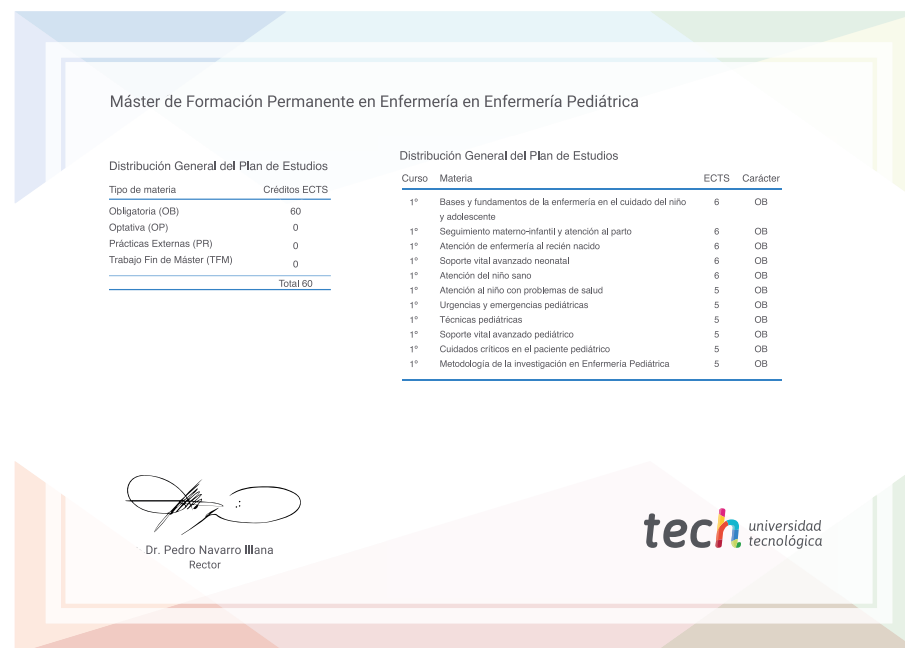 Máster de Formación Permanente en Enfermería en Enfermería Pediátrica
Distribución General del Plan de Estudios
Tipo de materia Créditos ECTS
Obligatoria (OB) 60
Optativa (OP) 0
Prácticas Externas (PR) 0
Trabajo Fin de Máster (TFM) 0
Total 60
Distribución General del Plan de Estudios
Curso Materia ECTS Carácter
1º Bases y fundamentos de la enfermería en el cuidado del niño 6 OB
y adolescente
1º Seguimiento materno-infantil y atención al parto 6 OB
1º Atención de enfermería al recién nacido 6 OB
1º Soporte vital avanzado neonatal 6 OB
1º Atención del niño sano 6 OB
1º Atención al niño con problemas de salud 5 OB
1º Urgencias y emergencias pediátricas 5 OB
1º Técnicas pediátricas 5 OB
1º Soporte vital avanzado pediátrico 5 OB
1º Cuidados críticos en el paciente pediátrico 5 OB
1º Metodología de la investigación en Enfermería Pediátrica 5 OB
Dr. Pedro Navarro Illana
Rector
tech universidad
tecnológica